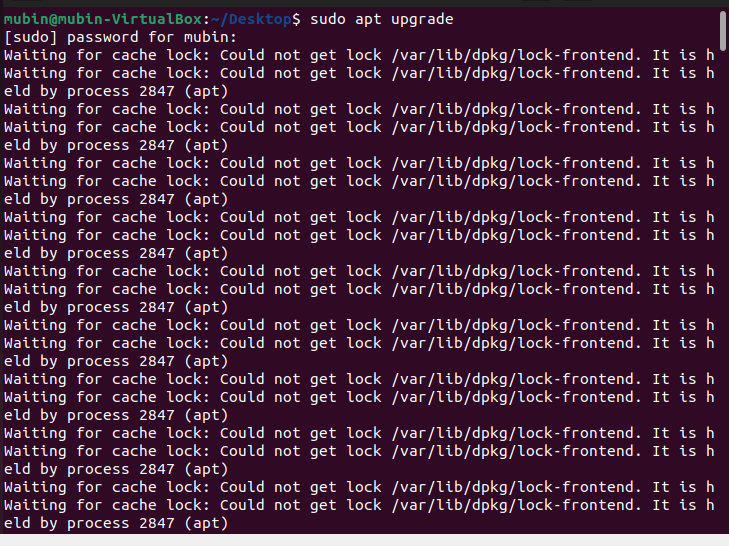 mubin@mubin-VirtualBox:~/Desktop$ sudo apt upgrade
[sudo] password for mubin:
Waiting for cache lock: Could not get lock /var/lib/dpkg/lock-frontend. It is h
Waiting for cache lock: Could not get lock /var/lib/dpkg/lock-frontend. It is h
eld by process 2847 (apt)
Waiting for cache lock: Could not get lock /var/lib/dpkg/lock-frontend. It is h
Waiting for cache lock: Could not get lock /var/lib/dpkg/lock-frontend. It is h
eld by process 2847 (apt)
Waiting for cache lock: Could not get lock /var/lib/dpkg/lock-frontend. It is h
Waiting for cache lock: Could not get lock /var/lib/dpkg/lock-frontend. It is h
eld by process 2847 (apt)
Waiting for cache lock: Could not get lock /var/lib/dpkg/lock-frontend. It is h
Waiting for cache lock: Could not get lock /var/lib/dpkg/lock-frontend. It is h
eld by process 2847 (apt)
Waiting for cache lock: Could not get lock /var/lib/dpkg/lock-frontend. It is h
Waiting for cache lock: Could not get lock /var/lib/dpkg/lock-frontend. It is h
eld by process 2847 (apt)
Waiting for cache lock: Could not get lock /var/lib/dpkg/lock-frontend. It is h
Waiting for cache lock: Could not get lock /var/lib/dpkg/lock-frontend. It is h
eld by process 2847 (apt)
Waiting for cache lock: Could not get lock /var/lib/dpkg/lock-frontend. It is h
Waiting for cache lock: Could not get lock /var/lib/dpkg/lock-frontend. It is h
eld by process 2847 (apt)
Waiting for cache lock: Could not get lock /var/lib/dpkg/lock-frontend. It is h
Waiting for cache lock: Could not get lock /var/lib/dpkg/lock-frontend. It is h
eld by process 2847 (apt)
Waiting for cache lock: Could not get lock /var/lib/dpkg/lock-frontend. It is h
Waiting for cache lock: Could not get lock /var/lib/dpkg/lock-frontend. It is h
eld by process 2847 (apt)